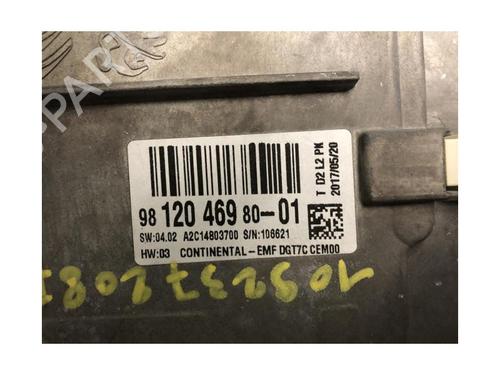 98 120 469 80-01
SW:04.02 A2C14803700 S/N:106621
HW:03 CONTINENTAL-EMF DGT7C CEM00
T D2 L2 PK
2017/05/20